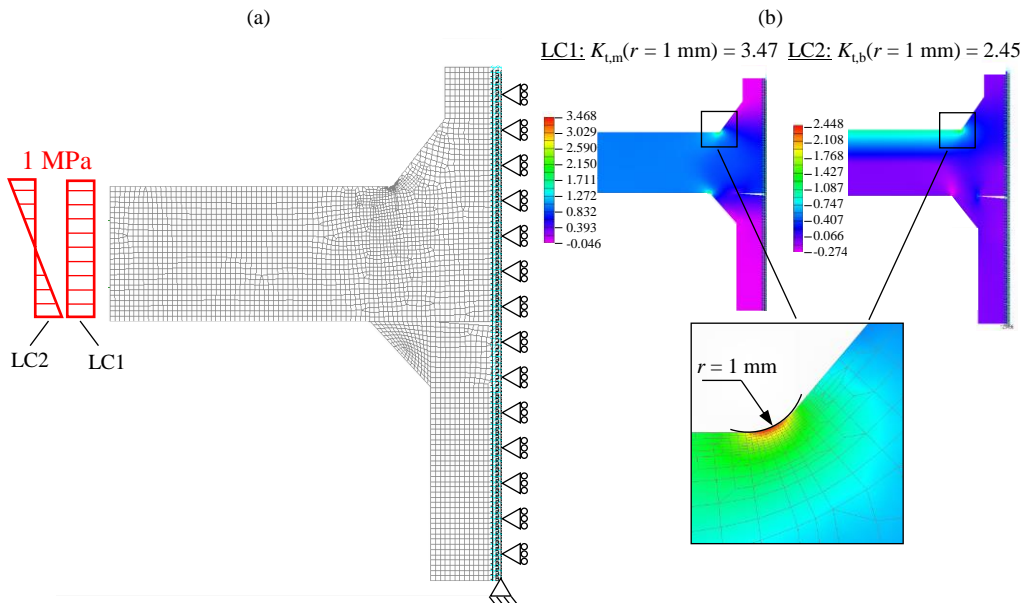 (a)
(b)
LC1: Kt,m(r = 1 mm) = 3.47
LC2: Kt,b(r = 1 mm) = 2.45
1 MPa
LC2
LC1
3.468
3.029
2.590
2.150
1.711
1.272
0.832
0.393
-0.046
2.448
2.108
1.768
1.427
1.087
0.747
0.407
0.066
-0.274
r = 1 mm